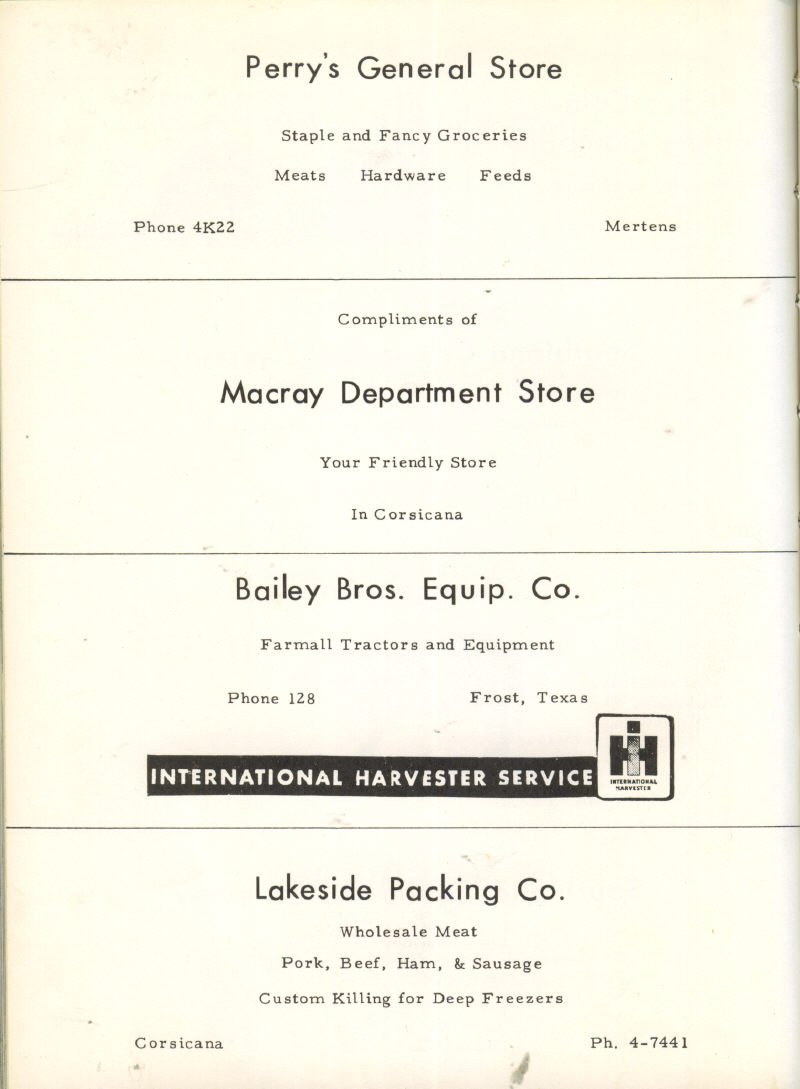 Perry's General Store
Staple and Fancy Groceries
Meats Hardware Feeds
Phone 4K22 Mertens
Compliments of
Macray Department Store
Your Friendly Store
In Corsicana
Bailey Bros. Equip. Co.
Farmall Tractors and Equipment
Phone 128 Frost, Texas
INTERNATIONAL HARVESTER SERVICE
IH
INTERNATIONAL
HARVESTER
Lakeside Packing Co.
Wholesale Meat
Pork, Beef, Ham, & Sausage
Custom Killing for Deep Freezers
Corsicana Ph. 4-7441